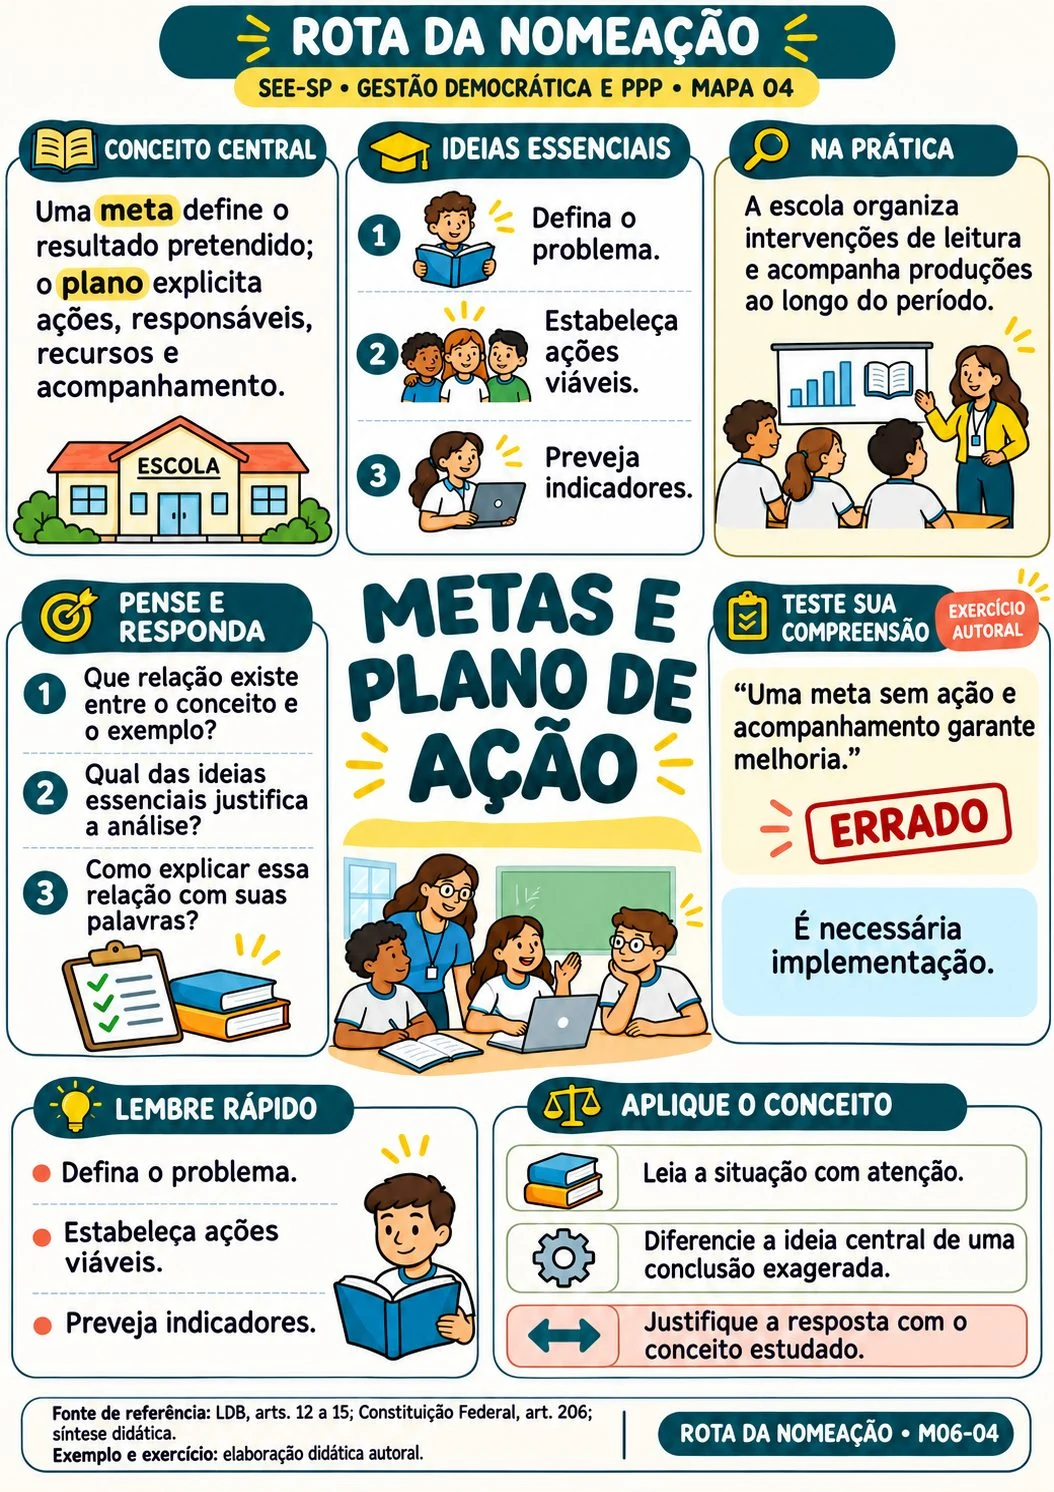 ROTA DA NOMEAÇÃO
SEE-SP • GESTÃO DEMOCRÁTICA E PPP • MAPA 04
CONCEITO CENTRAL
Uma meta define o
resultado pretendido;
o plano explicita
ações, responsáveis,
recursos e
acompanhamento.
ESCOLA
IDEIAS ESSENCIAIS
1
Defina o
problema.
2
Estabeleça
ações
viáveis.
3
Preveja
indicadores.
NA PRÁTICA
A escola organiza
intervenções de leitura
e acompanha produções
ao longo do período.
PENSE E
RESPONDA
1
Que relação existe
entre o conceito e
o exemplo?
2
Qual das ideias
essenciais justifica
a análise?
3
Como explicar essa
relação com suas
palavras?
METAS E
PLANO DE
AÇÃO
TESTE SUA
COMPREENSÃO
EXERCÍCIO
AUTORAL
“Uma meta sem ação e
acompanhamento garante
melhoria.”
ERRADO
É necessária
implementação.
LEMBRE RÁPIDO
● Defina o problema.
● Estabeleça ações
viáveis.
● Preveja indicadores.
APLIQUE O CONCEITO
Leia a situação com atenção.
Diferencie a ideia central de uma
conclusão exagerada.
Justifique a resposta com o
conceito estudado.
Fonte de referência: LDB, arts. 12 a 15; Constituição Federal, art. 206;
síntese didática.
Exemplo e exercício: elaboração didática autoral.
ROTA DA NOMEAÇÃO • M06-04